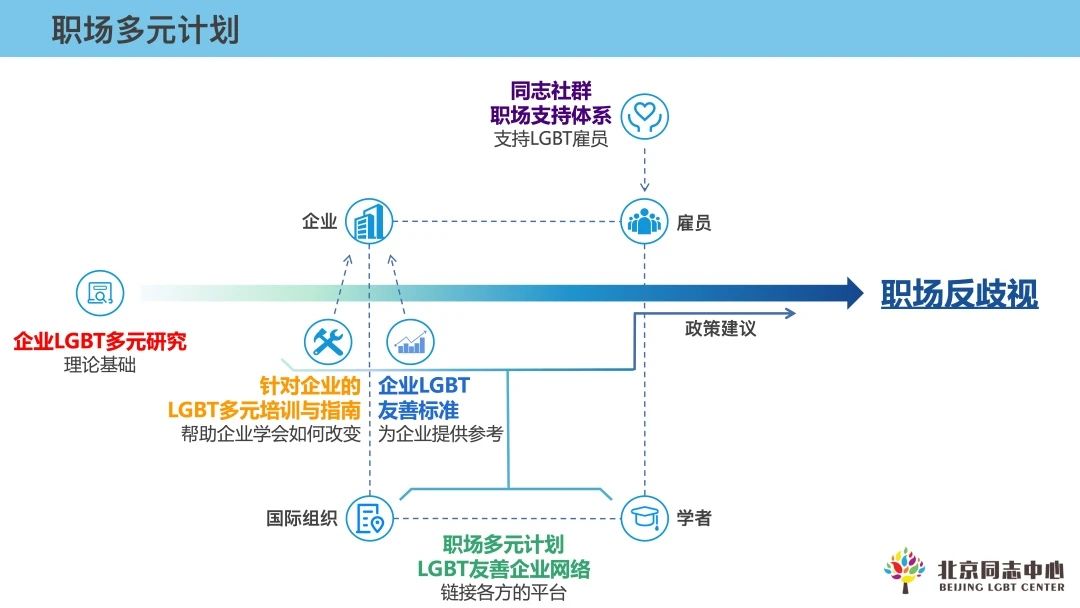 职场多元计划
同志社群
职场支持体系
支持LGBT雇员
企业
雇员
职场反歧视
政策建议
企业LGBT多元研究
理论基础
针对企业的
LGBT多元培训与指南
帮助企业学会如何改变
企业LGBT
友善标准
为企业提供参考
国际组织
学者
职场多元计划
LGBT友善企业网络
链接各方的平台
北京同志中心
BEIJING LGBT CENTER